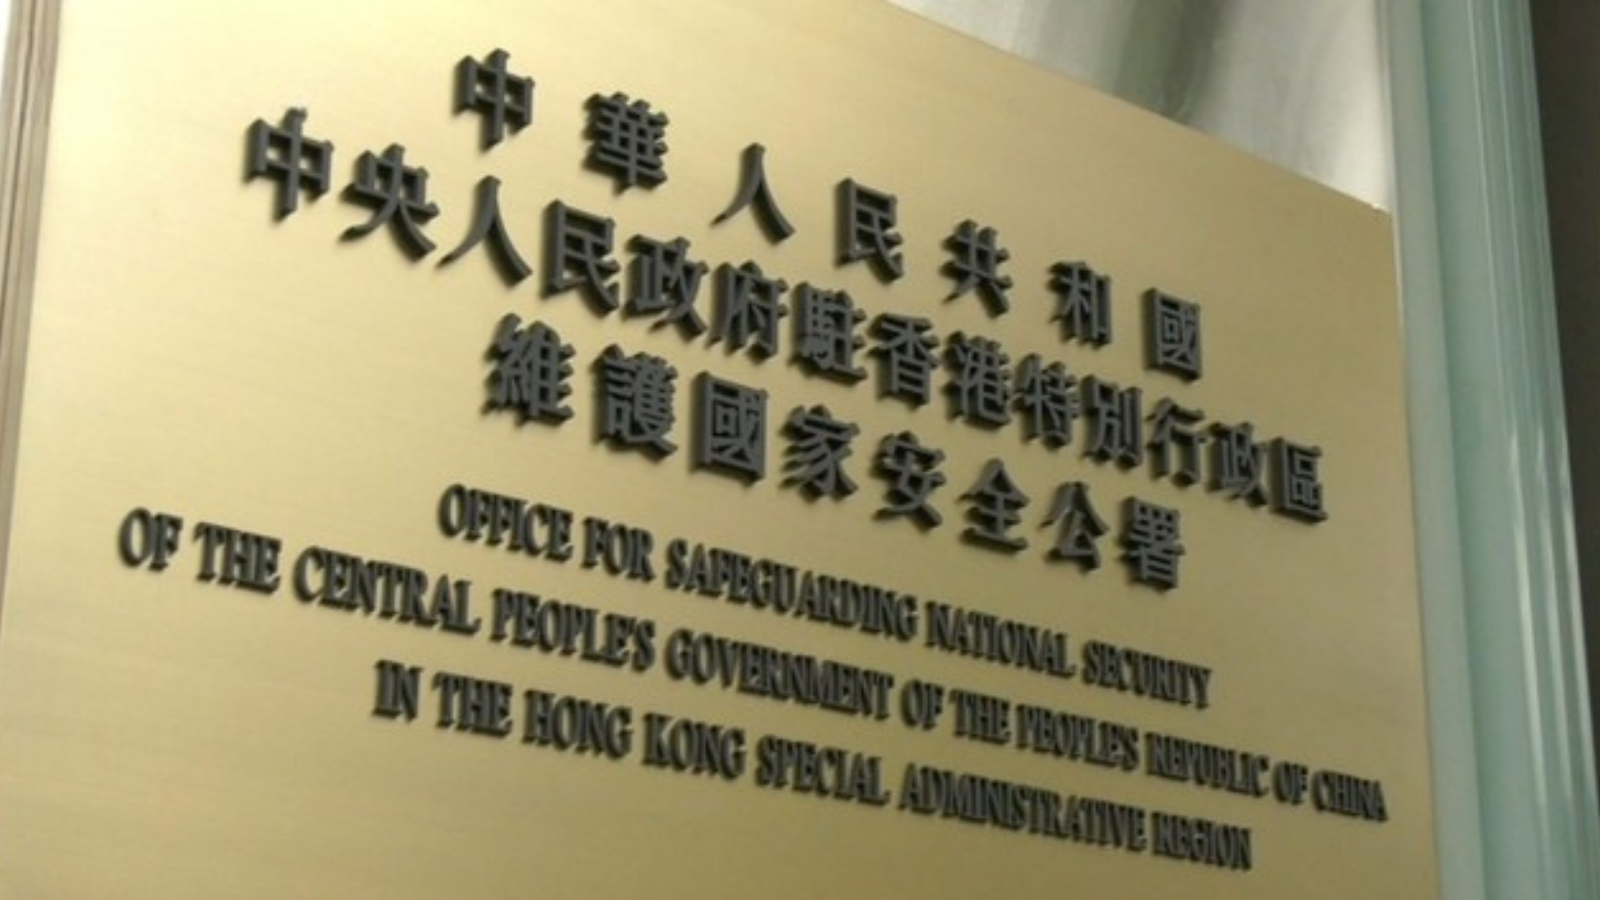 中華人民共和國
中央人民政府駐香港特別行政區
維護國家安全公署
OFFICE FOR SAFEGUARDING NATIONAL SECURITY
OF THE CENTRAL PEOPLE'S GOVERNMENT OF THE PEOPLE'S REPUBLIC OF CHINA
IN THE HONG KONG SPECIAL ADMINISTRATIVE REGION